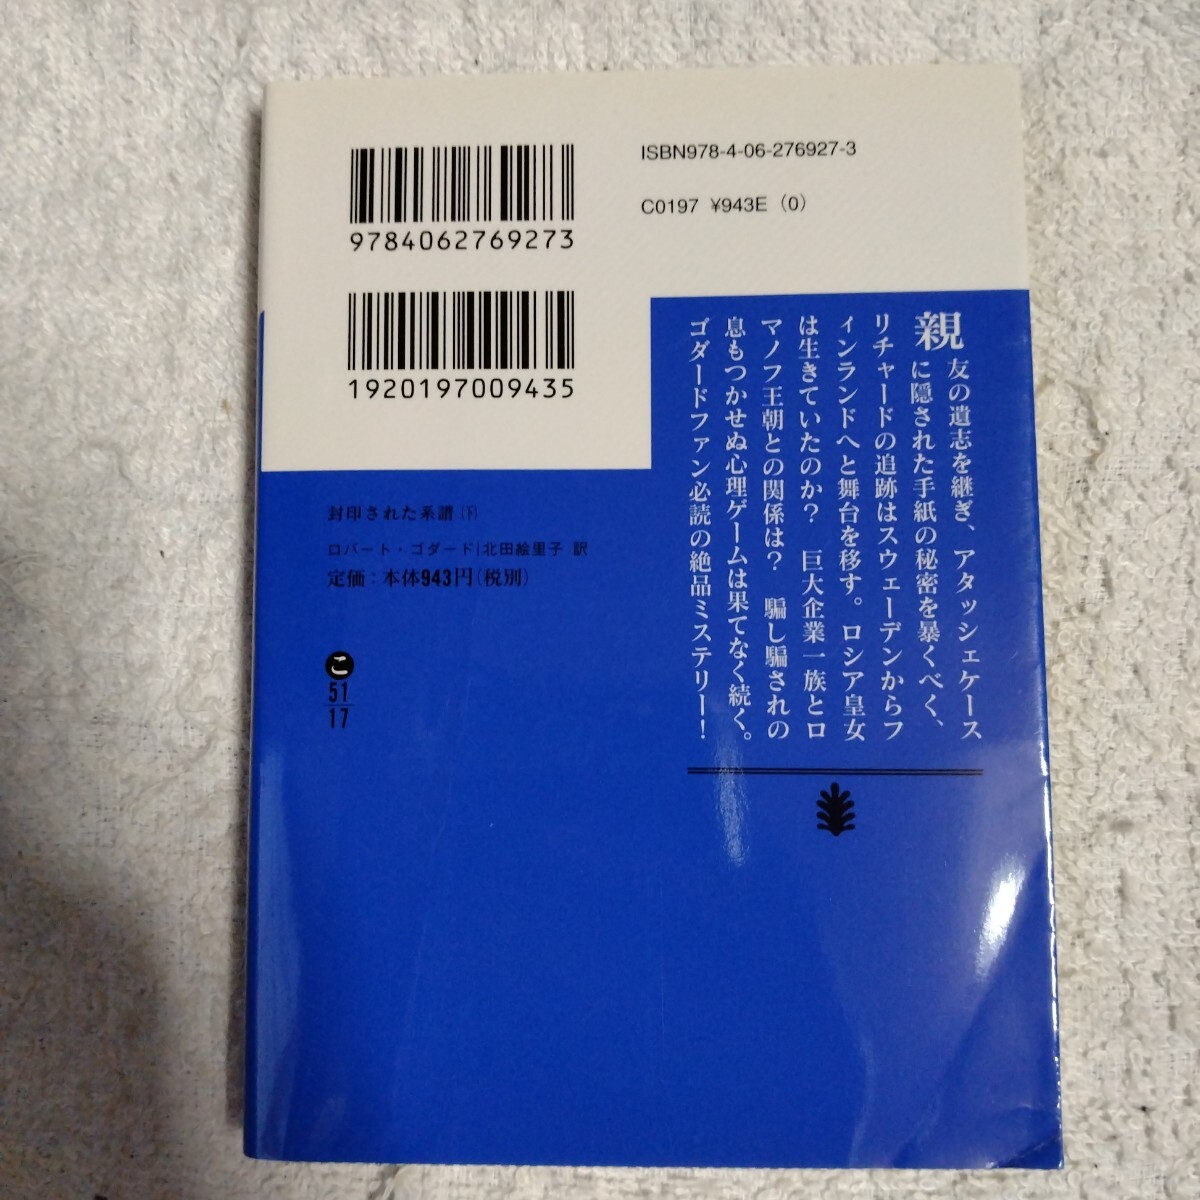 ISBN978-4-06-276927-3
C0197 ¥943E (0)
9784062769273
1920197009435
親友の遺志を継ぎ、アタッシェケース
に隠された手紙の秘密を暴くべく、
リチャードの追跡はスウェーデンからフ
ィンランドへと舞台を移す。ロシア皇女
は生きていたのか? 巨大企業一族とロ
マノフ王朝との関係は? 騙し騙されの
息もつかせぬ心理ゲームは果てなく続く。
ゴダードファン必読の絶品ミステリー!
封印された系譜(下)
ロバート・ゴダード|北田絵里子 訳
定価:本体943円(税別)
こ
51
17